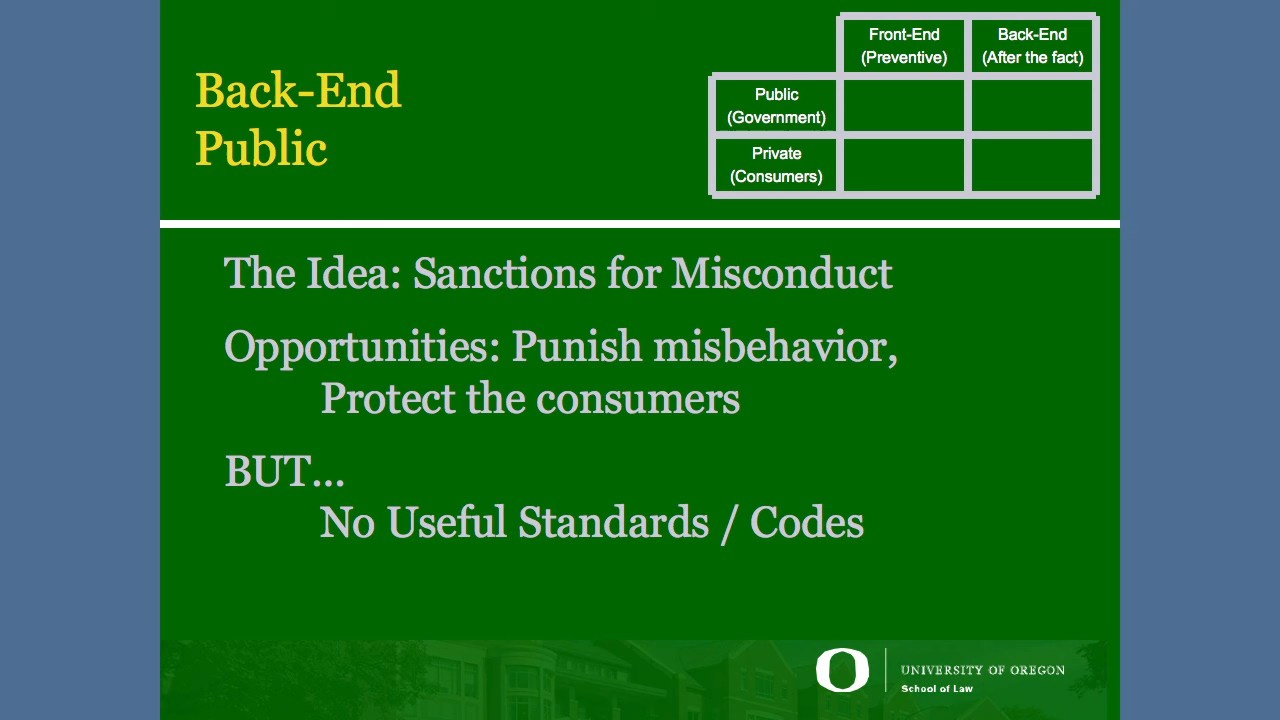 Back-End
Public
Front-End
(Preventive)
Back-End
(After the fact)
Public
(Government)
Private
(Consumers)
The Idea: Sanctions for Misconduct
Opportunities: Punish misbehavior,
Protect the consumers
BUT...
No Useful Standards / Codes
UNIVERSITY OF OREGON
School of Law